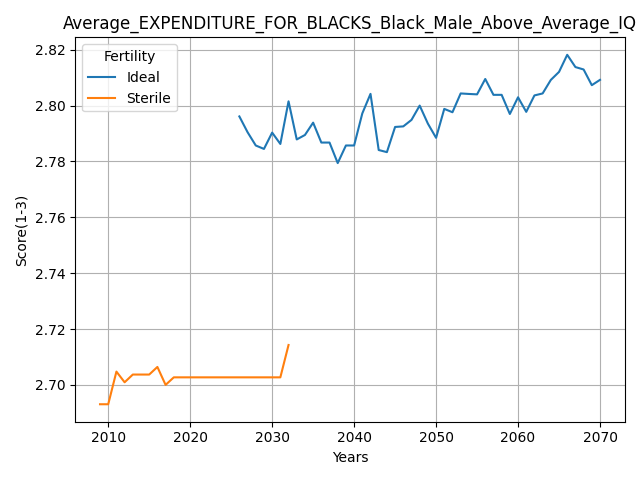 Average_EXPENDITURE_FOR_BLACKS_Black_Male_Above_Average_IQ
Fertility
Ideal
Sterile
Score(1-3)
2.82
2.80
2.78
2.76
2.74
2.72
2.70
2010 2020 2030 2040 2050 2060 2070
Years